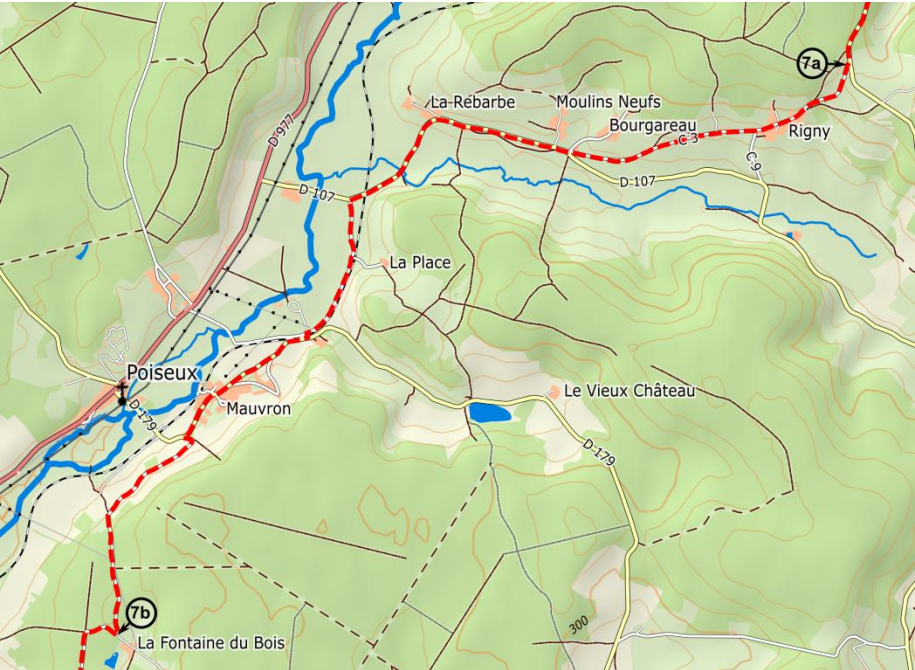 7a
La Rebarbe
Moulins Neufs
Bourgareau
Rigny
C-3
D-977
C-9
D-107
D-107
La Place
Poiseux
Le Vieux Château
Mauvron
D-179
D-179
7b
300
La Fontaine du Bois